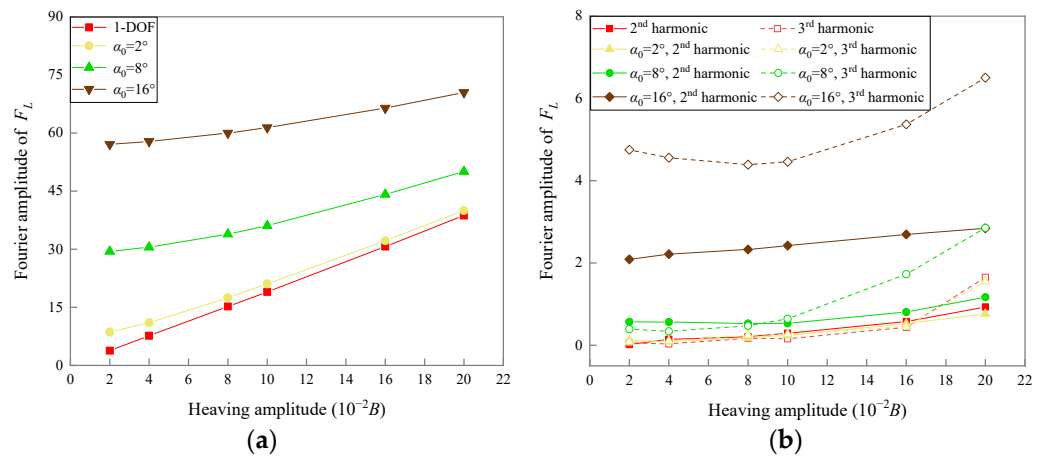 90
75
60
45
30
15
0
Fourier amplitude of F_L
1-DOF
α₀=2°
α₀=8°
α₀=16°
0 2 4 6 8 10 12 14 16 18 20 22
Heaving amplitude (10⁻²B)
(a)
8
6
4
2
0
Fourier amplitude of F_L
2ⁿᵈ harmonic 3ʳᵈ harmonic
α₀=2°, 2ⁿᵈ harmonic α₀=2°, 3ʳᵈ harmonic
α₀=8°, 2ⁿᵈ harmonic α₀=8°, 3ʳᵈ harmonic
α₀=16°, 2ⁿᵈ harmonic α₀=16°, 3ʳᵈ harmonic
0 2 4 6 8 10 12 14 16 18 20 22
Heaving amplitude (10⁻²B)
(b)